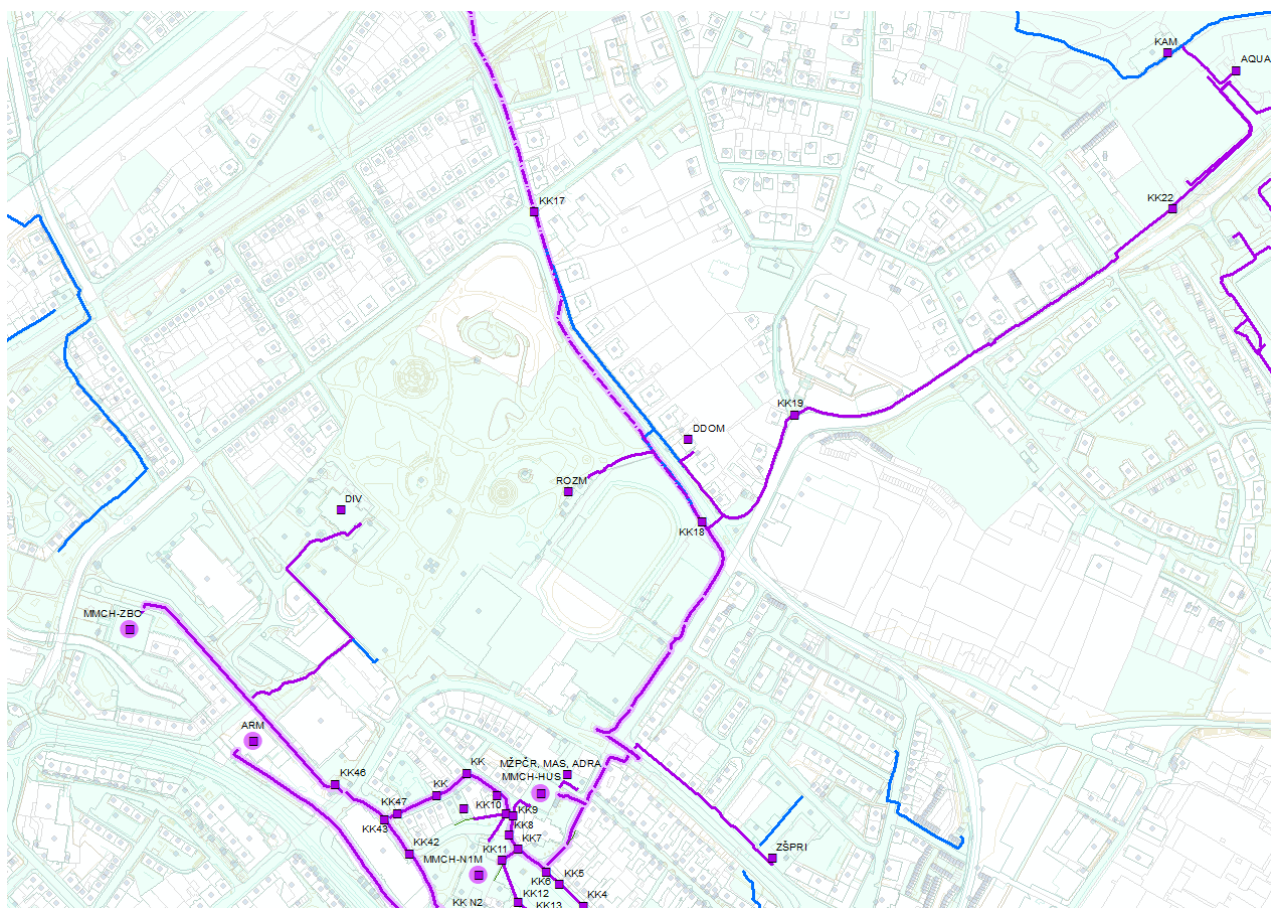 KAM
AQUA
KK17
KK22
KK19
DDOM
ROZM
DIV
KK18
MMCH-ZBO
ARM
MŽPČR, MAS, ADRA
MMCH-HUS
KK46
KK
KK
KK47
KK10
KK9
KK43
KK8
KK42
KK7
KK11
MMCH-N1M
ZŠPRI
KK6
KK5
KK4
KK12
KK N2
KK13